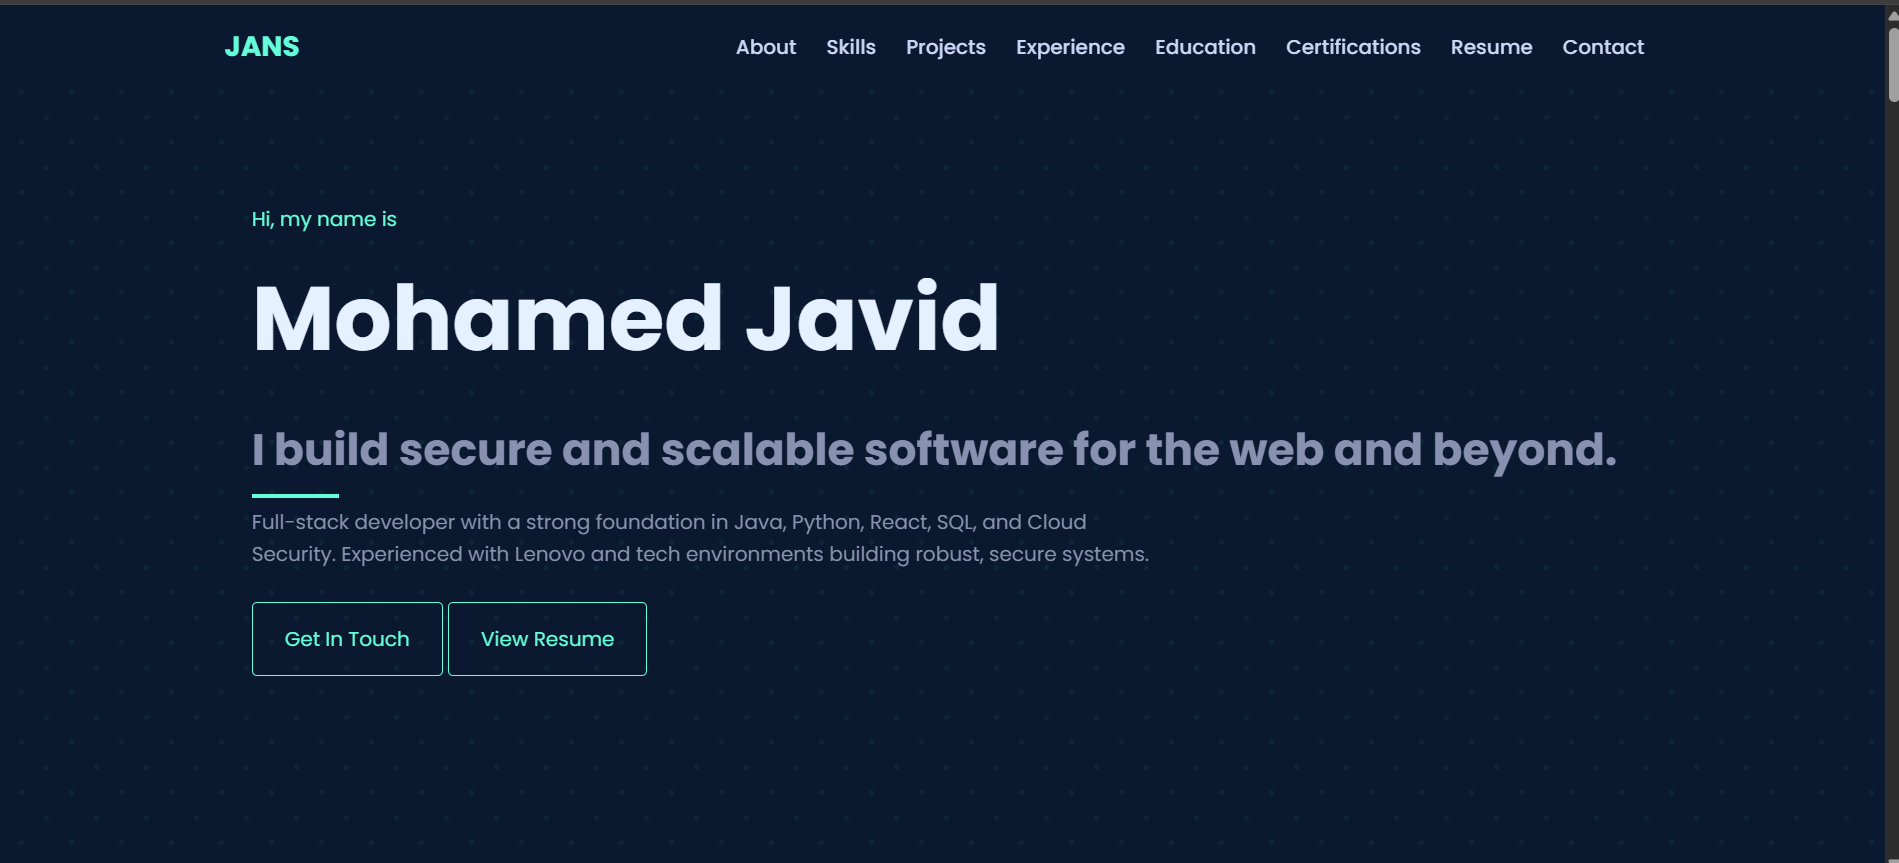 JANS
About Skills Projects Experience Education Certifications Resume Contact
Hi, my name is
Mohamed Javid
I build secure and scalable software for the web and beyond.
Full-stack developer with a strong foundation in Java, Python, React, SQL, and Cloud
Security. Experienced with Lenovo and tech environments building robust, secure systems.
Get In Touch
View Resume